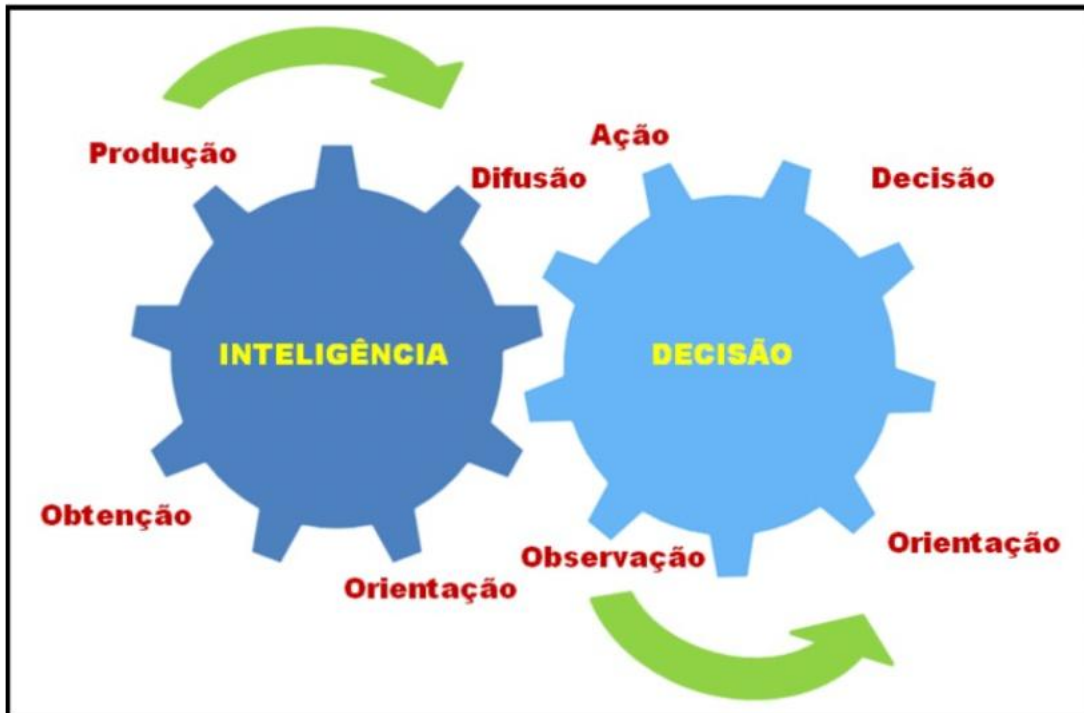 Produção
Difusão
Ação
Decisão
INTELIGÊNCIA
DECISÃO
Obtenção
Orientação
Observação
Orientação